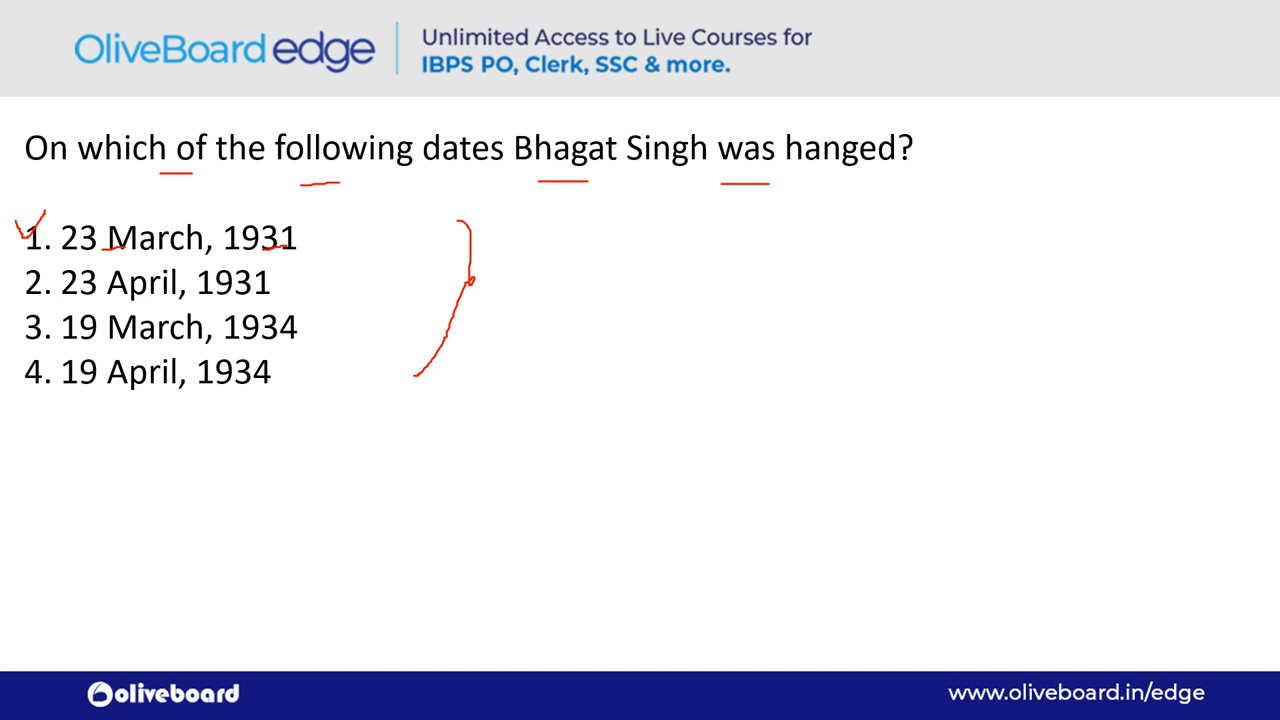 OliveBoard edge
Unlimited Access to Live Courses for
IBPS PO, Clerk, SSC & more.
On which of the following dates Bhagat Singh was hanged?
1. 23 March, 1931
2. 23 April, 1931
3. 19 March, 1934
4. 19 April, 1934
oliveboard
www.oliveboard.in/edge